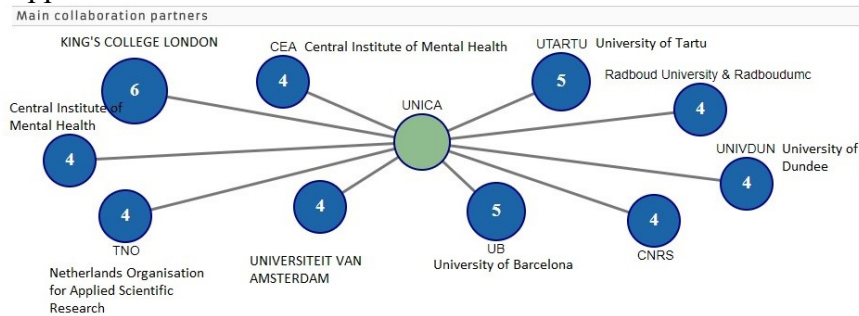 Main collaboration partners
KING'S COLLEGE LONDON
6
CEA Central Institute of Mental Health
4
UTARTU University of Tartu
5
Radboud University & Radboudumc
4
UNICA
Central Institute of
Mental Health
4
UNIVDUN University of
Dundee
4
TNO
4
Netherlands Organisation
for Applied Scientific
Research
4
UNIVERSITEIT VAN
AMSTERDAM
5
UB
University of Barcelona
4
CNRS